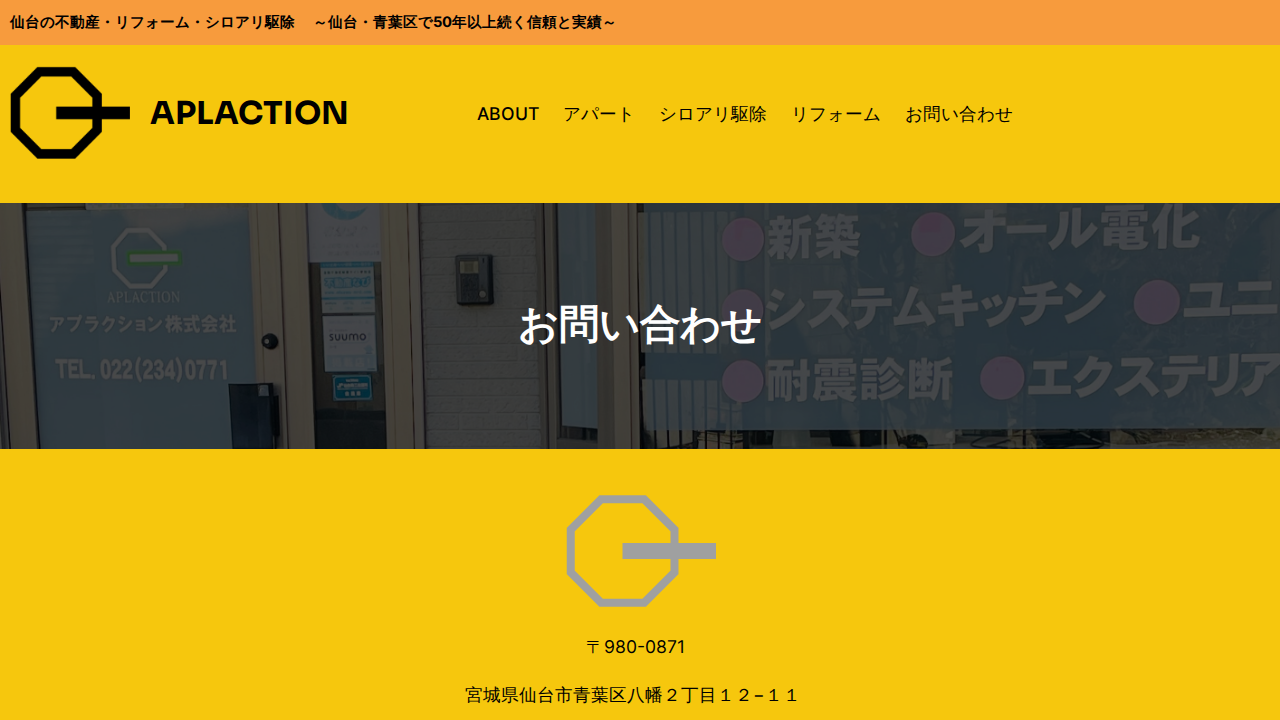 仙台の不動産・リフォーム・シロアリ駆除　～仙台・青葉区で50年以上続く信頼と実績～
APLACTION
ABOUT アパート シロアリ駆除 リフォーム お問い合わせ
APLACTION
アプラクション株式会社
TEL. 022(234)0771
suumo
新築 オール電化
システムキッチン ユニ
耐震診断 エクステリア
お問い合わせ
〒980-0871
宮城県仙台市青葉区八幡２丁目１２−１１